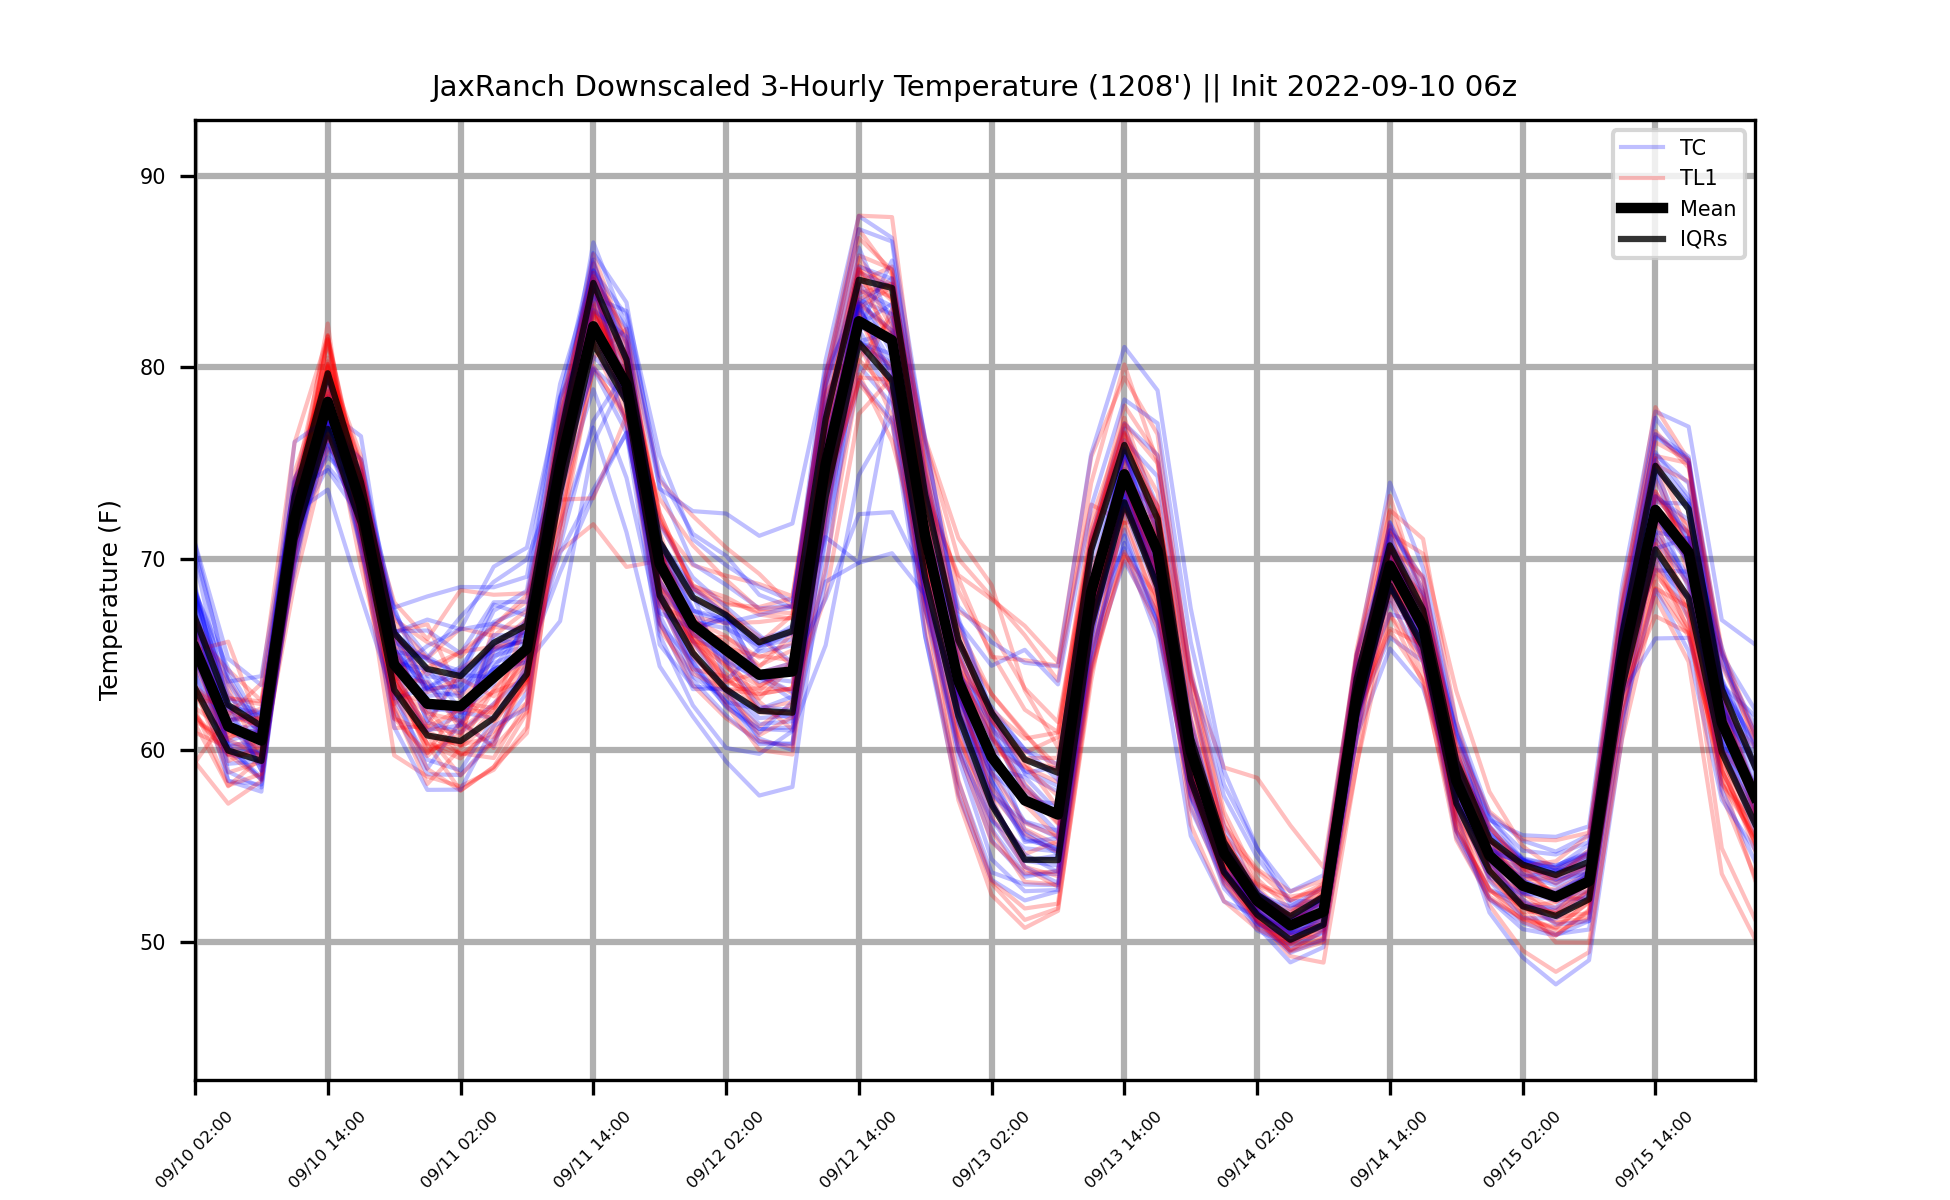 JaxRanch Downscaled 3-Hourly Temperature (1208') || Init 2022-09-10 06z
TC
TL1
Mean
IQRs
Temperature (F)
90
80
70
60
50
09/10 02:00
09/10 14:00
09/11 02:00
09/11 14:00
09/12 02:00
09/12 14:00
09/13 02:00
09/13 14:00
09/14 02:00
09/14 14:00
09/15 02:00
09/15 14:00